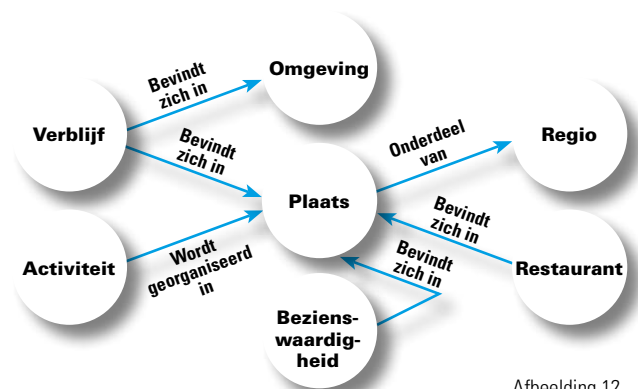 Bevindt
zich in
Omgeving
Verblijf
Bevindt
zich in
Onderdeel
van
Regio
Plaats
Bevindt
zich in
Activiteit
Wordt
georganiseerd
in
Bevindt
zich in
Restaurant
Beziens-
waardig-
heid
Afbeelding 12